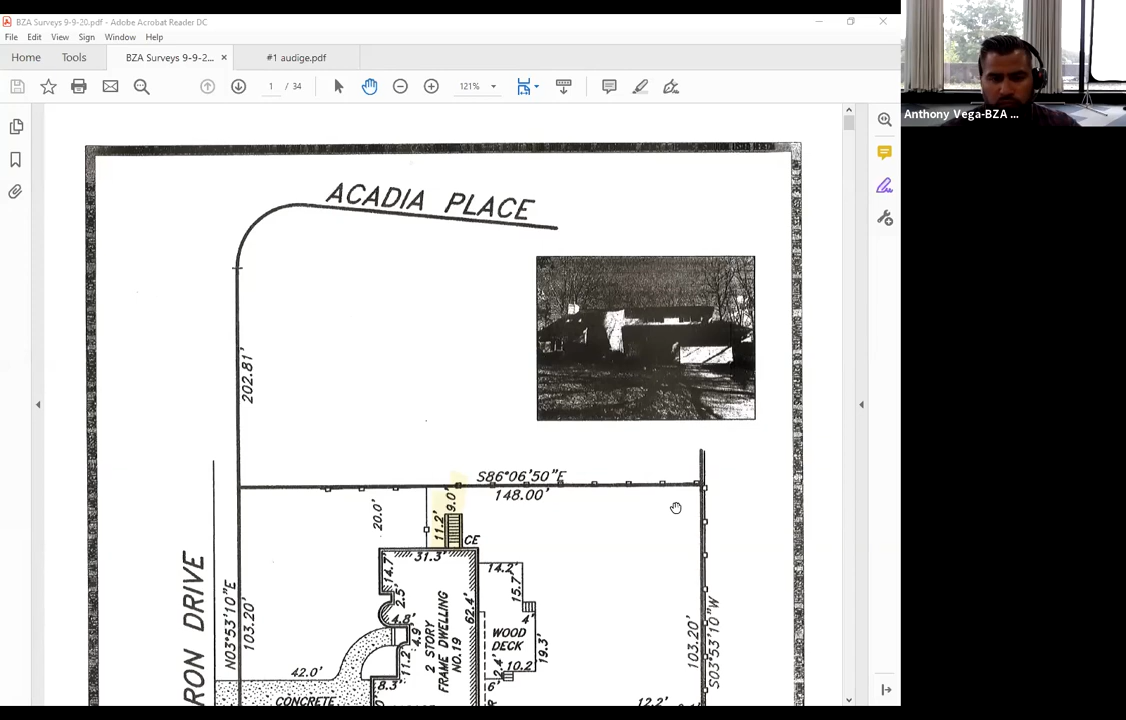 BZA Surveys 9-9-20.pdf - Adobe Acrobat Reader DC
File Edit View Sign Window Help
Home Tools BZA Surveys 9-9-2... × #1 audige.pdf
1 / 34 121%
Anthony Vega-BZA ...
ACADIA PLACE
202.81'
S86°06'50"E
148.00'
20.0'
11.2'
9.0'
CE
31.3'
14.7'
2.5'
4.8'
4.9'
11.2'
8.3'
62.4'
2 STORY
FRAME DWELLING
NO.19
14.2'
15.7'
4'
WOOD
DECK
19.3'
2.4'
10.2
6'
RON DRIVE
N03°53'10"E
103.20'
42.0'
CONCRETE
103.20'
S03°53'10"W
12.2'